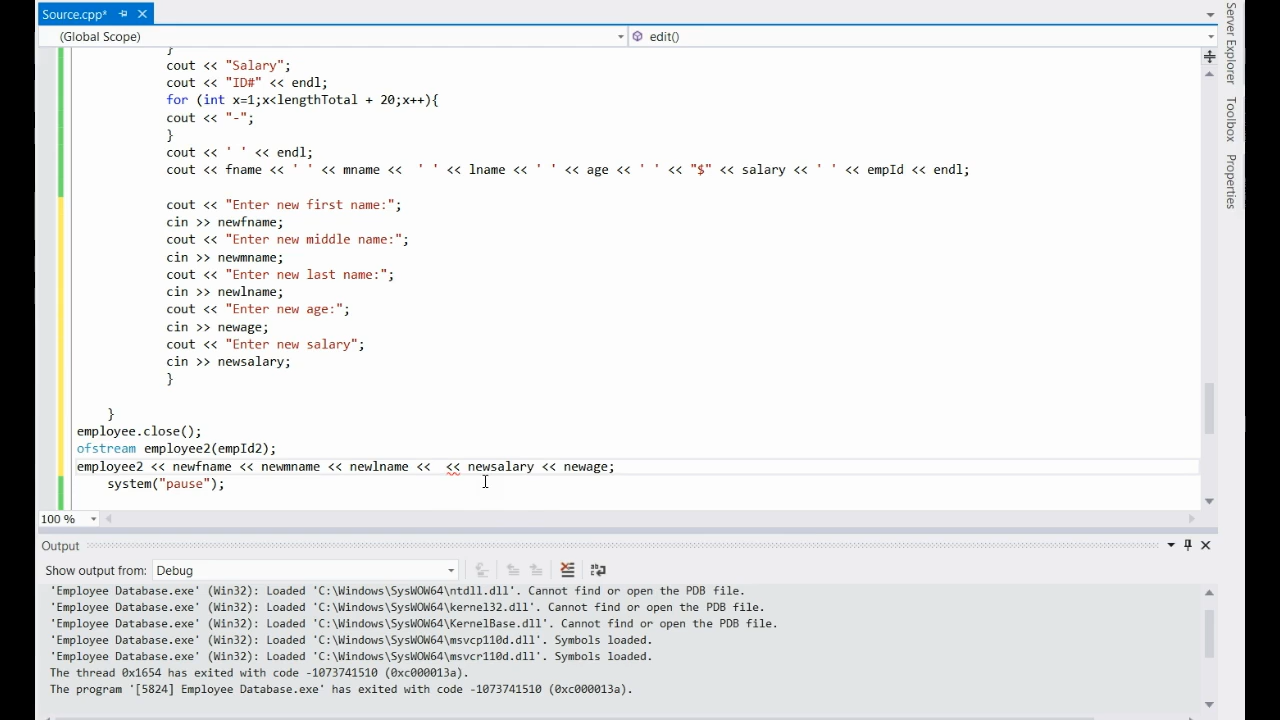 Source.cpp*
(Global Scope)
edit()
}
cout << "Salary";
cout << "ID#" << endl;
for (int x=1;x<lengthTotal + 20;x++){
cout << "-";
}
cout << ' ' << endl;
cout << fname << ' ' << mname <<  ' ' << lname << ' ' << age << ' ' << "$" << salary << ' ' << empId << endl;
cout << "Enter new first name:";
cin >> newfname;
cout << "Enter new middle name:";
cin >> newmname;
cout << "Enter new last name:";
cin >> newlname;
cout << "Enter new age:";
cin >> newage;
cout << "Enter new salary";
cin >> newsalary;
}
}
employee.close();
ofstream employee2(empId2);
employee2 << newfname << newmname << newlname <<  << newsalary << newage;
system("pause");
100 %
Output
Show output from: Debug
'Employee Database.exe' (Win32): Loaded 'C:\Windows\SysWOW64\ntdll.dll'. Cannot find or open the PDB file.
'Employee Database.exe' (Win32): Loaded 'C:\Windows\SysWOW64\kernel32.dll'. Cannot find or open the PDB file.
'Employee Database.exe' (Win32): Loaded 'C:\Windows\SysWOW64\KernelBase.dll'. Cannot find or open the PDB file.
'Employee Database.exe' (Win32): Loaded 'C:\Windows\SysWOW64\msvcp110d.dll'. Symbols loaded.
'Employee Database.exe' (Win32): Loaded 'C:\Windows\SysWOW64\msvcr110d.dll'. Symbols loaded.
The thread 0x1654 has exited with code -1073741510 (0xc000013a).
The program '[5824] Employee Database.exe' has exited with code -1073741510 (0xc000013a).
Server Explorer
Toolbox
Properties